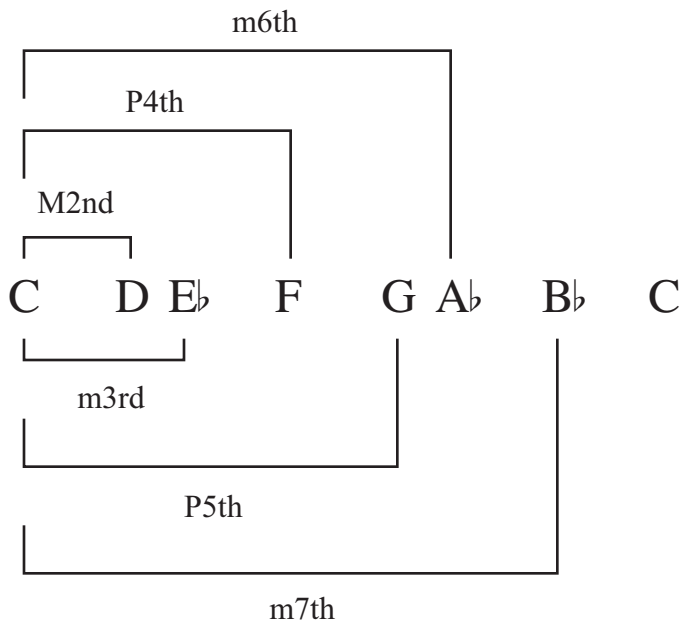 m6th
P4th
M2nd
C D E♭ F G A♭ B♭ C
m3rd
P5th
m7th